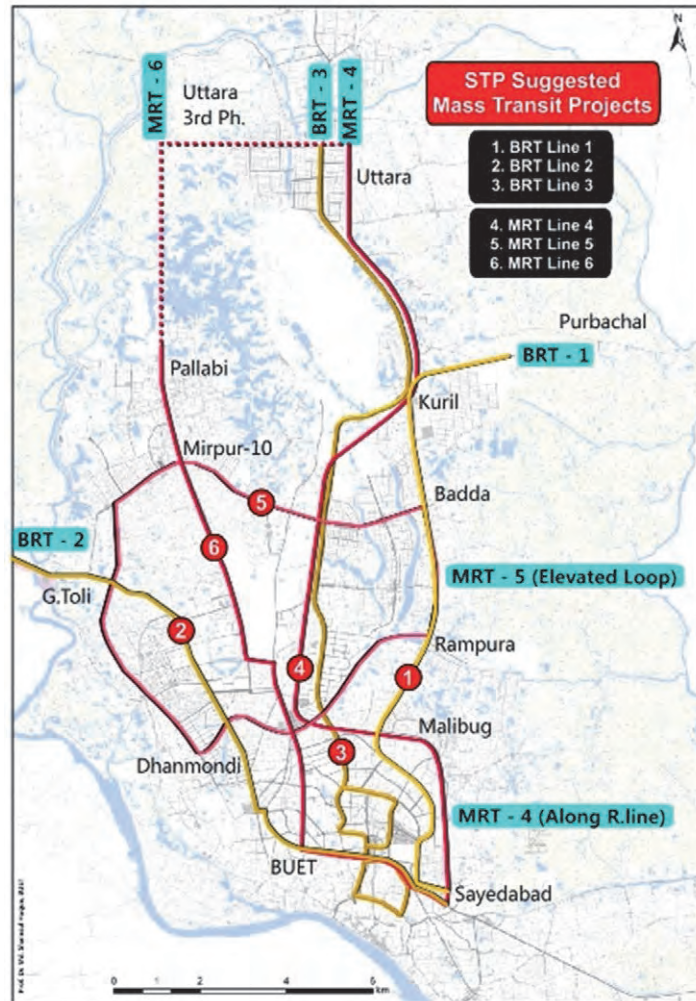 N
MRT - 6
Uttara
3rd Ph.
BRT - 3
MRT - 4
STP Suggested
Mass Transit Projects
1. BRT Line 1
2. BRT Line 2
3. BRT Line 3
4. MRT Line 4
5. MRT Line 5
6. MRT Line 6
Uttara
Purbachal
BRT - 1
Pallabi
Kuril
Mirpur-10
Badda
5
6
BRT - 2
G.Toli
MRT - 5 (Elevated Loop)
2
Rampura
4
1
Malibug
3
Dhanmondi
MRT - 4 (Along R.line)
BUET
Sayedabad
0 2 4 6
km